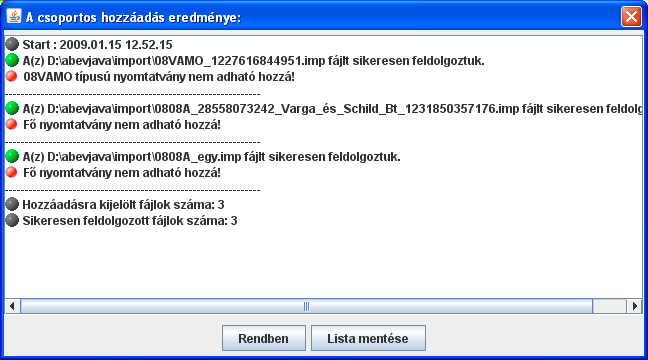 A csoportos hozzáadás eredménye:
Start : 2009.01.15 12.52.15
A(z) D:\abevjava\import\08VAMO_1227616844951.imp fájlt sikeresen feldolgoztuk.
08VAMO típusú nyomtatvány nem adható hozzá!
--------------------------------------------------------------------------------
A(z) D:\abevjava\import\0808A_28558073242_Varga_és_Schild_Bt_1231850357176.imp fájlt sikeresen feldolg
Fő nyomtatvány nem adható hozzá!
--------------------------------------------------------------------------------
A(z) D:\abevjava\import\0808A_egy.imp fájlt sikeresen feldolgoztuk.
Fő nyomtatvány nem adható hozzá!
--------------------------------------------------------------------------------
Hozzáadásra kijelölt fájlok száma: 3
Sikeresen feldolgozott fájlok száma: 3
Rendben
Lista mentése